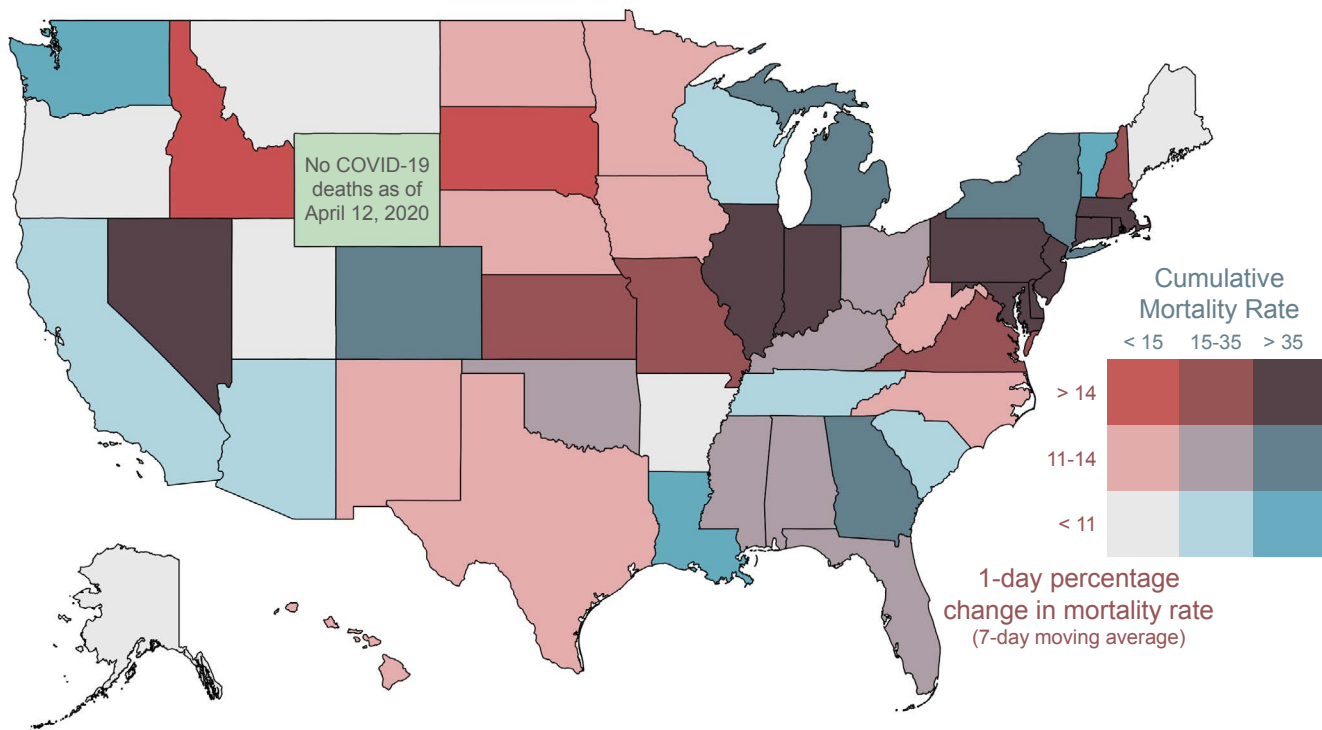 No COVID-19
deaths as of
April 12, 2020
Cumulative
Mortality Rate
< 15 15-35 > 35
> 14
11-14
< 11
1-day percentage
change in mortality rate
(7-day moving average)